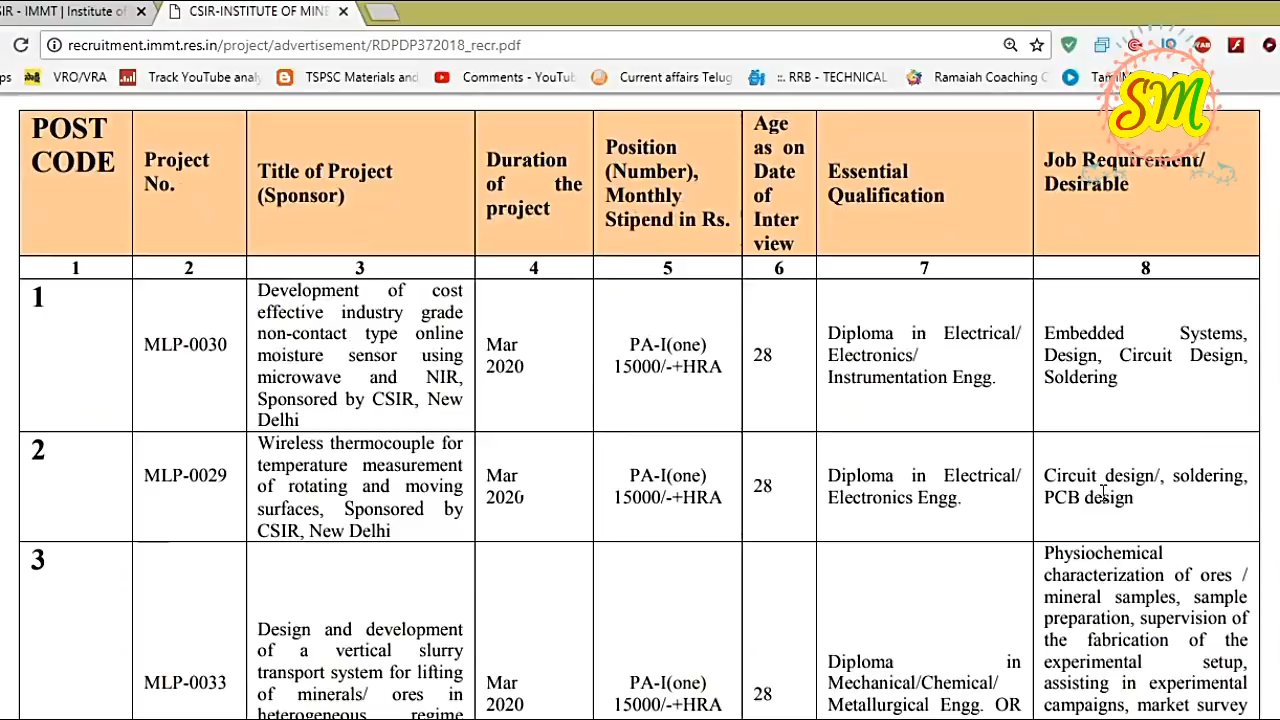 SIR - IMMT | Institute of
CSIR-INSTITUTE OF MINE
recruitment.immt.res.in/project/advertisement/RDPDP372018_recr.pdf
ps
VRO/VRA
Track YouTube anal
TSPSC Materials and
Comments - YouTu
Current affairs Telug
::. RRB - TECHNICAL
Ramaiah Coaching C
SM
POST
CODE
Project
No.
Title of Project
(Sponsor)
Duration
of the
project
Position
(Number),
Monthly
Stipend in Rs.
Age
as on
Date
of
Inter
view
Essential
Qualification
Job Requirement/
Desirable
1
2
3
4
5
6
7
8
1
MLP-0030
Development of cost
effective industry grade
non-contact type online
moisture sensor using
microwave and NIR,
Sponsored by CSIR, New
Delhi
Mar
2020
PA-I(one)
15000/-+HRA
28
Diploma in Electrical/
Electronics/
Instrumentation Engg.
Embedded Systems,
Design, Circuit Design,
Soldering
2
MLP-0029
Wireless thermocouple for
temperature measurement
of rotating and moving
surfaces, Sponsored by
CSIR, New Delhi
Mar
2020
PA-I(one)
15000/-+HRA
28
Diploma in Electrical/
Electronics Engg.
Circuit design/, soldering,
PCB design
3
MLP-0033
Design and development
of a vertical slurry
transport system for lifting
of minerals/ ores in
heterogeneous regime
Mar
2020
PA-I(one)
15000/-+HRA
28
Diploma in
Mechanical/Chemical/
Metallurgical Engg. OR
Physiochemical
characterization of ores /
mineral samples, sample
preparation, supervision of
the fabrication of the
experimental setup,
assisting in experimental
campaigns, market survey